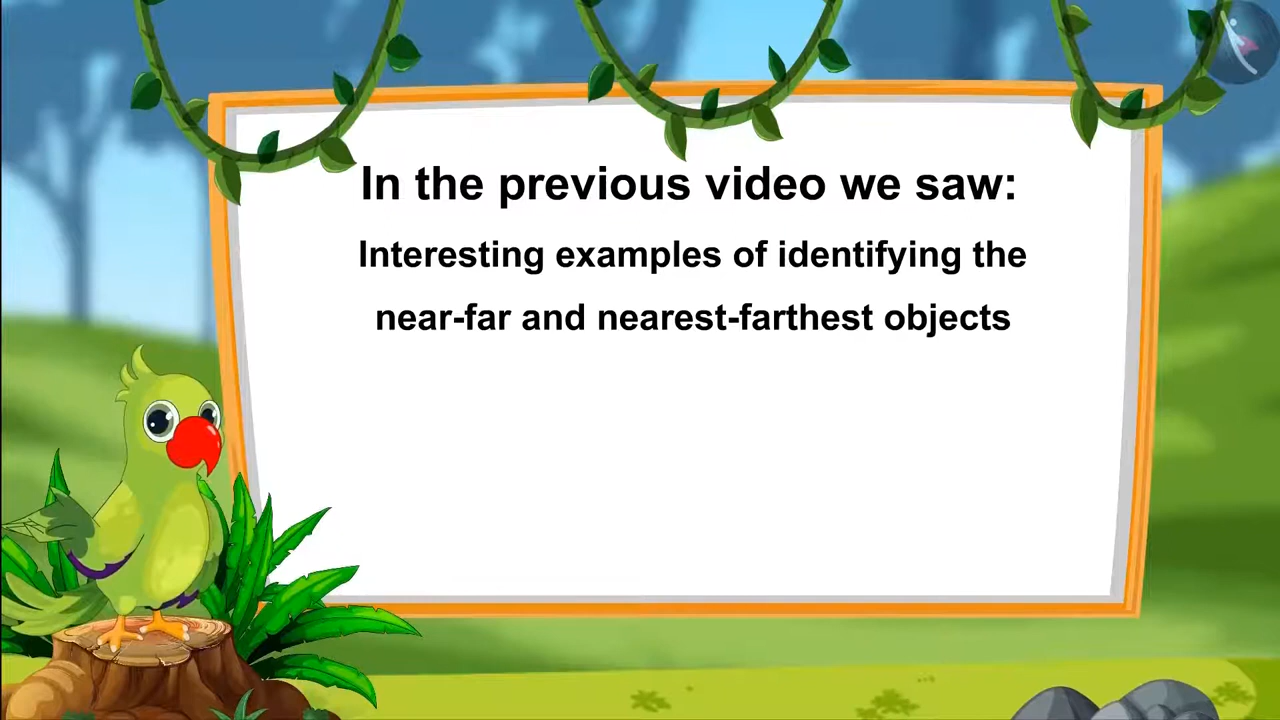 In the previous video we saw:
Interesting examples of identifying the
near-far and nearest-farthest objects